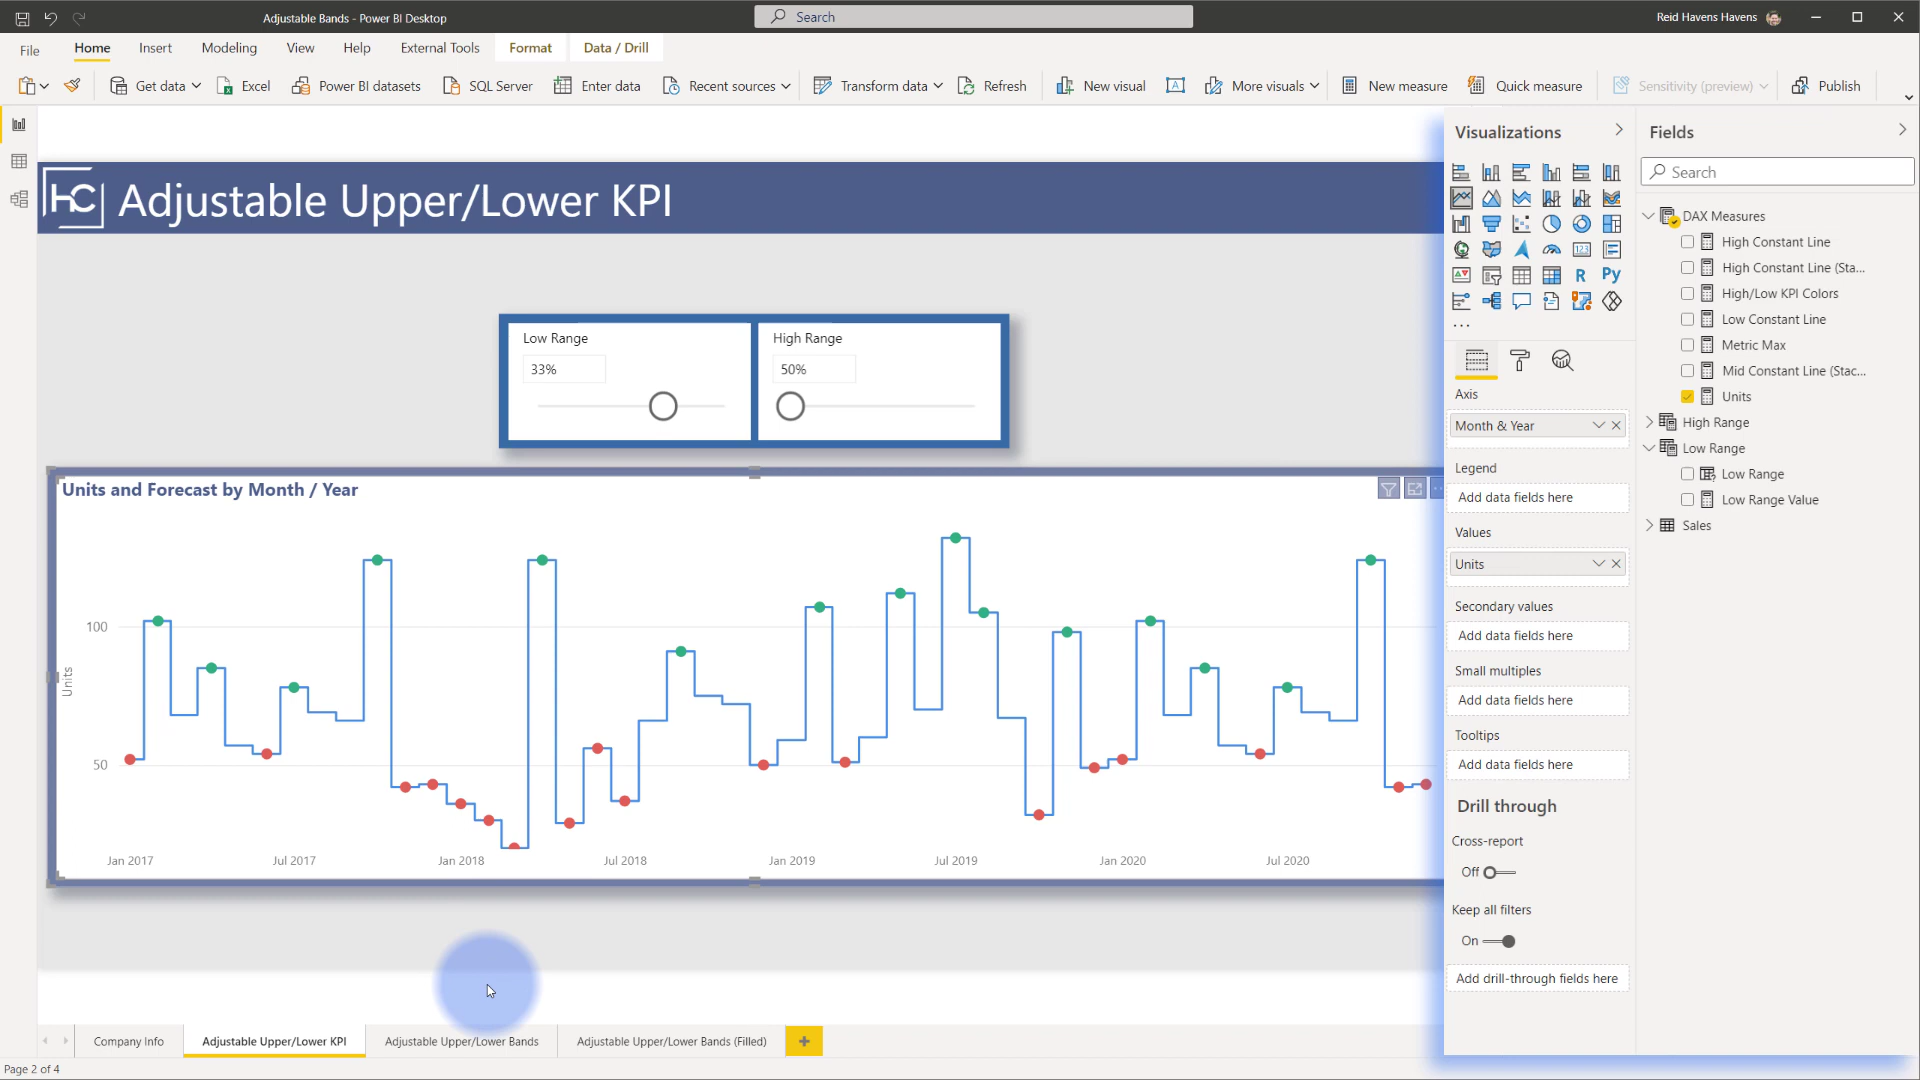 Adjustable Bands - Power BI Desktop
Search
Reid Havens Havens
File
Home
Insert
Modeling
View
Help
External Tools
Format
Data / Drill
Get data
Excel
Power BI datasets
SQL Server
Enter data
Recent sources
Transform data
Refresh
New visual
More visuals
New measure
Quick measure
Sensitivity (preview)
Publish
HC
Adjustable Upper/Lower KPI
Low Range
33%
High Range
50%
Units and Forecast by Month / Year
100
50
Units
Jan 2017
Jul 2017
Jan 2018
Jul 2018
Jan 2019
Jul 2019
Jan 2020
Jul 2020
Visualizations
123
R
Py
Axis
Month & Year
Legend
Add data fields here
Values
Units
Secondary values
Add data fields here
Small multiples
Add data fields here
Tooltips
Add data fields here
Drill through
Cross-report
Off
Keep all filters
On
Add drill-through fields here
Fields
Search
DAX Measures
High Constant Line
High Constant Line (Sta...
High/Low KPI Colors
Low Constant Line
Metric Max
Mid Constant Line (Stac...
Units
High Range
Low Range
Low Range
Low Range Value
Sales
Company Info
Adjustable Upper/Lower KPI
Adjustable Upper/Lower Bands
Adjustable Upper/Lower Bands (Filled)
Page 2 of 4